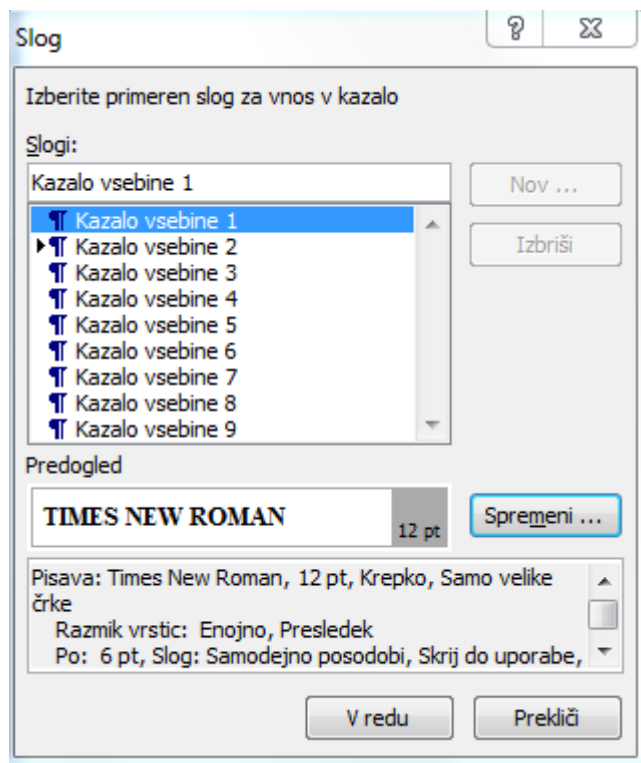 Slog
Izberite primeren slog za vnos v kazalo
Slogi:
Kazalo vsebine 1
Nov ...
¶ Kazalo vsebine 1
¶ Kazalo vsebine 2
Izbriši
¶ Kazalo vsebine 3
¶ Kazalo vsebine 4
¶ Kazalo vsebine 5
¶ Kazalo vsebine 6
¶ Kazalo vsebine 7
¶ Kazalo vsebine 8
¶ Kazalo vsebine 9
Predogled
TIMES NEW ROMAN
12 pt
Spremeni ...
Pisava: Times New Roman, 12 pt, Krepko, Samo velike
črke
Razmik vrstic: Enojno, Presledek
Po: 6 pt, Slog: Samodejno posodobi, Skrij do uporabe,
V redu
Prekliči